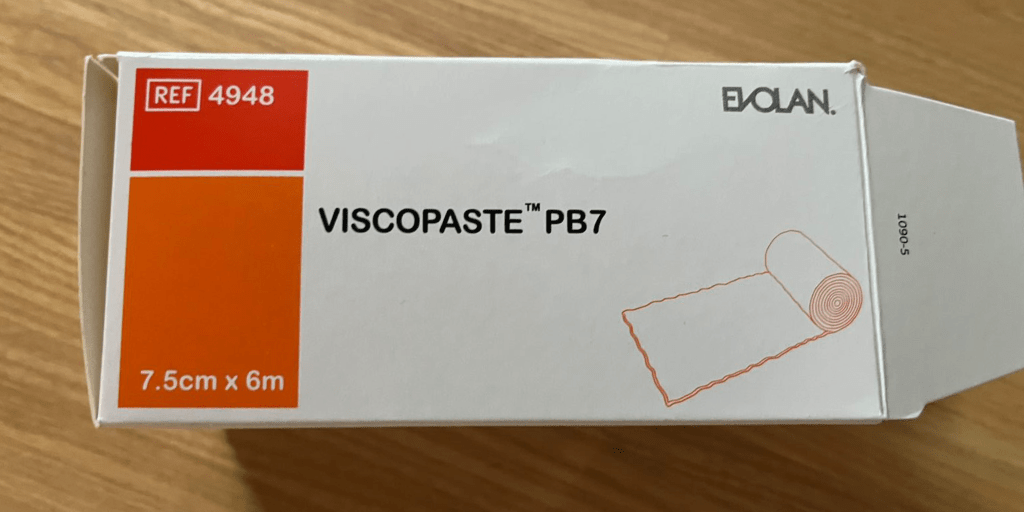 REF 4948
EVOLAN.
VISCOPASTE™ PB7
1090-5
7.5cm x 6m